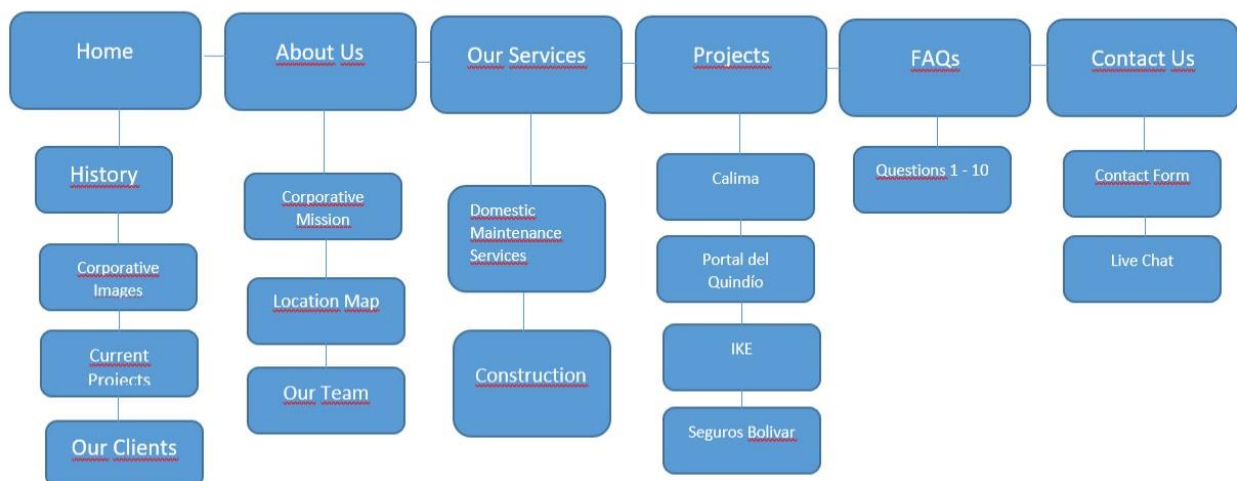 Home
About Us
Our Services
Projects
FAQs
Contact Us
History
Corporative
Images
Current
Projects
Our Clients
Corporative
Mission
Location Map
Our Team
Domestic
Maintenance
Services
Construction
Calima
Portal del
Quindío
IKE
Seguros Bolivar
Questions 1 - 10
Contact Form
Live Chat